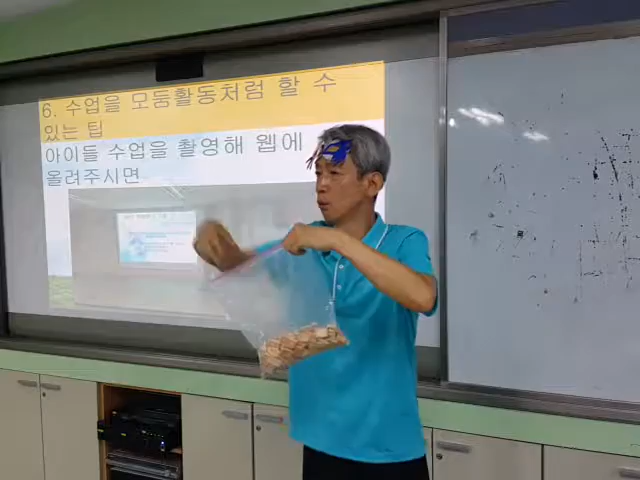 6. 수업을 모둠활동처럼 할 수
있는 팁
아이들 수업을 촬영해 웹에
올려주시면